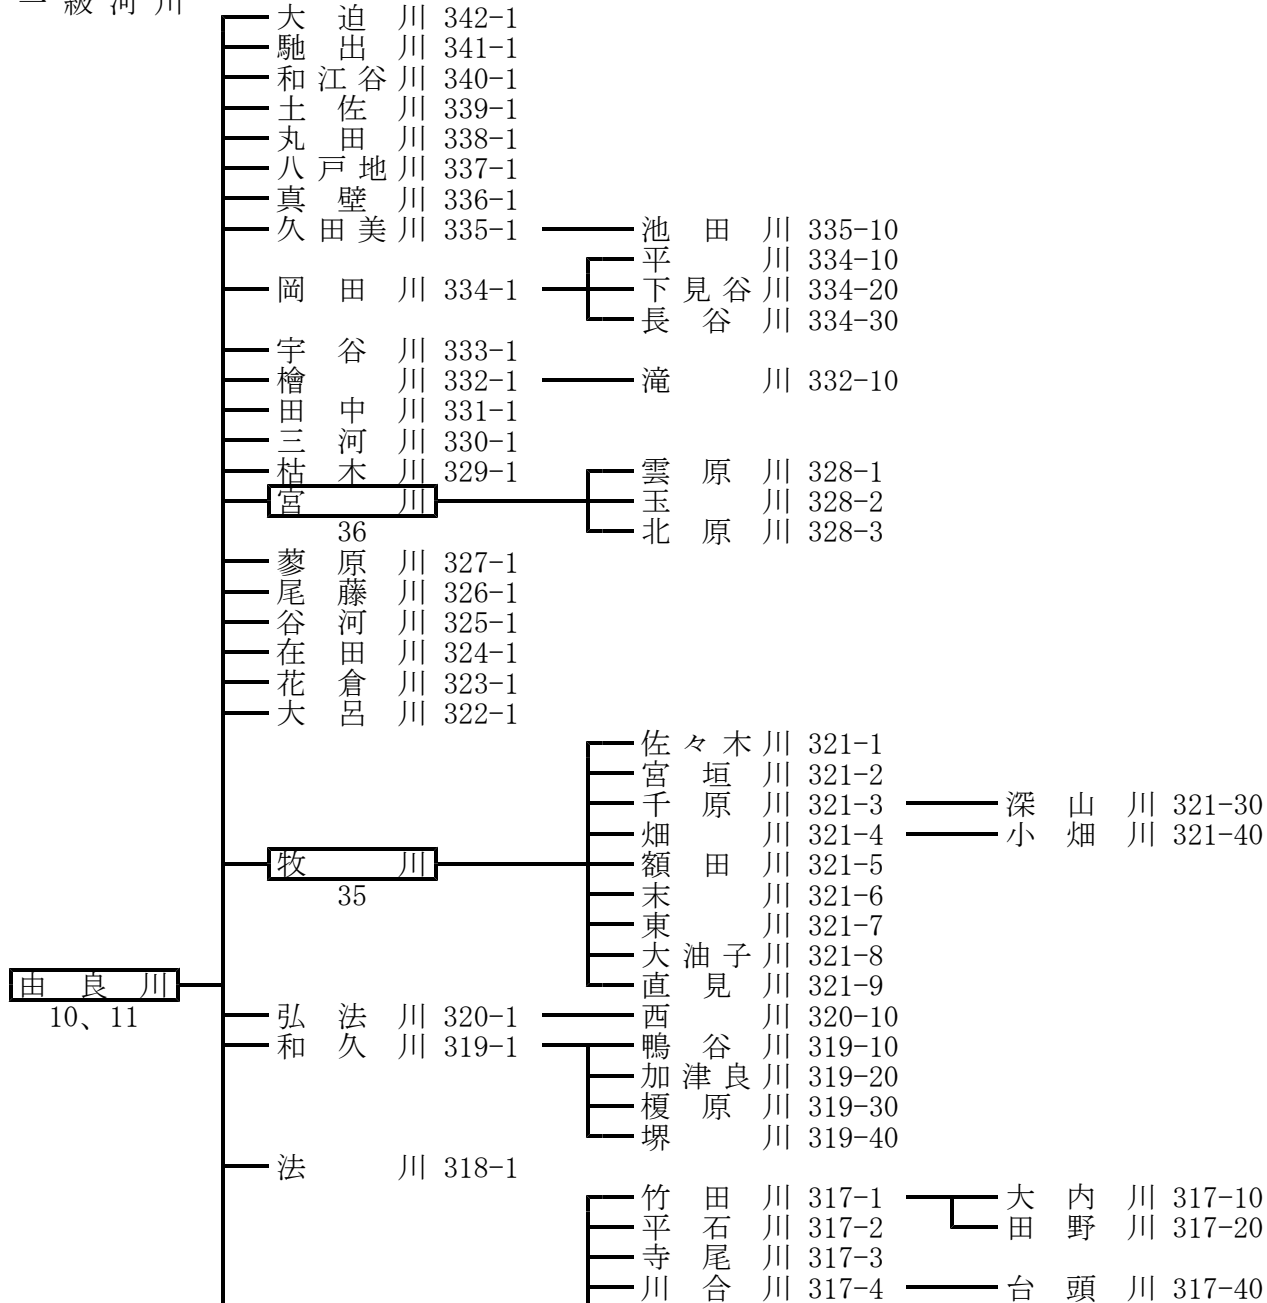 一級河川
大迫川 342-1
馳出川 341-1
和江谷川 340-1
土佐川 339-1
丸田川 338-1
八戸地川 337-1
真壁川 336-1
久田美川 335-1 池田川 335-10
平川 334-10
岡田川 334-1 下見谷川 334-20
長谷川 334-30
宇谷川 333-1
檜川 332-1 滝川 332-10
田中川 331-1
三河川 330-1
枯木川 329-1 雲原川 328-1
宮川 玉川 328-2
36 北原川 328-3
蓼原川 327-1
尾藤川 326-1
谷河川 325-1
在田川 324-1
花倉川 323-1
大呂川 322-1
佐々木川 321-1
宮垣川 321-2
千原川 321-3 深山川 321-30
畑川 321-4 小畑川 321-40
牧川 額田川 321-5
35 末川 321-6
東川 321-7
大油子川 321-8
由良川 直見川 321-9
10、11 弘法川 320-1 西川 320-10
和久川 319-1 鴨谷川 319-10
加津良川 319-20
榎原川 319-30
堺川 319-40
法川 318-1
竹田川 317-1 大内川 317-10
平石川 317-2 田野川 317-20
寺尾川 317-3
川合川 317-4 台頭川 317-40